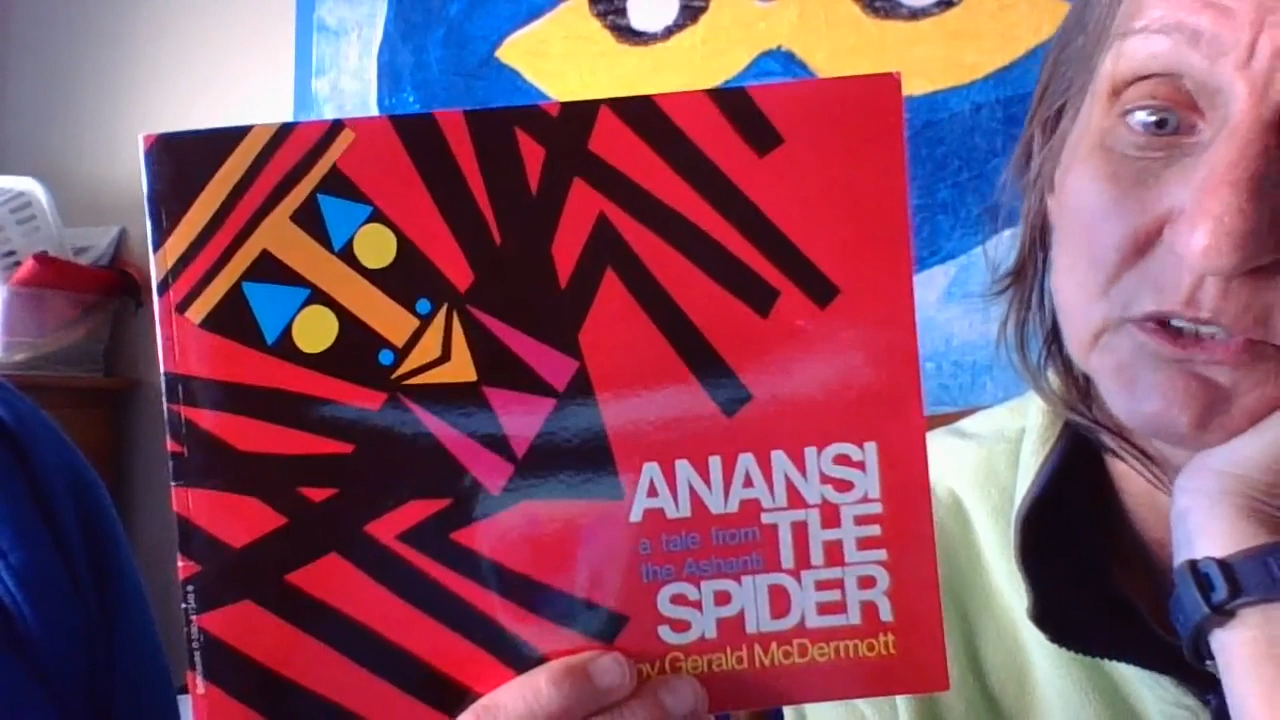 ANANSI
a tale from THE
the Ashanti
SPIDER
by Gerald McDermott